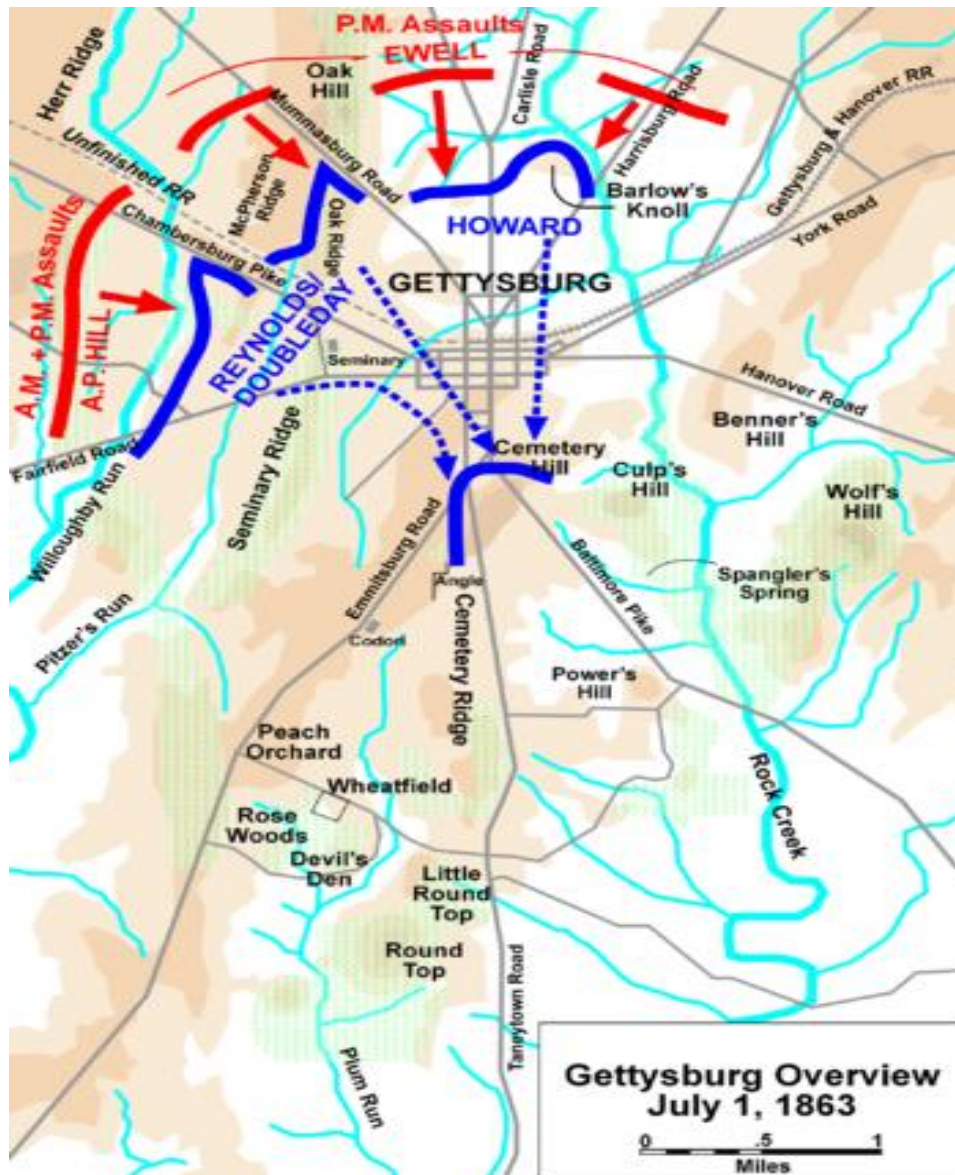 P.M. Assaults
EWELL
Oak
Hill
Herr Ridge
Mummasburg Road
Carlisle Road
Harrisburg Road
Gettysburg & Hanover RR
Unfinished RR
McPherson
Ridge
Barlow's
Knoll
York Road
Chambersburg Pike
Oak Ridge
HOWARD
GETTYSBURG
A.M. + P.M. Assaults
A.P. HILL
REYNOLDS/
DOUBLEDAY
Seminary
Hanover Road
Benner's
Hill
Fairfield Road
Cemetery
Hill
Culp's
Hill
Wolf's
Hill
Willoughby Run
Seminary Ridge
Emmitsburg Road
Baltimore Pike
Spangler's
Spring
Angle
Pitzer's Run
Codori
Cemetery Ridge
Power's
Hill
Peach
Orchard
Wheatfield
Rock Creek
Rose
Woods
Devil's
Den
Little
Round
Top
Round
Top
Taneytown Road
Plum Run
Gettysburg Overview
July 1, 1863
0 .5 1
Miles